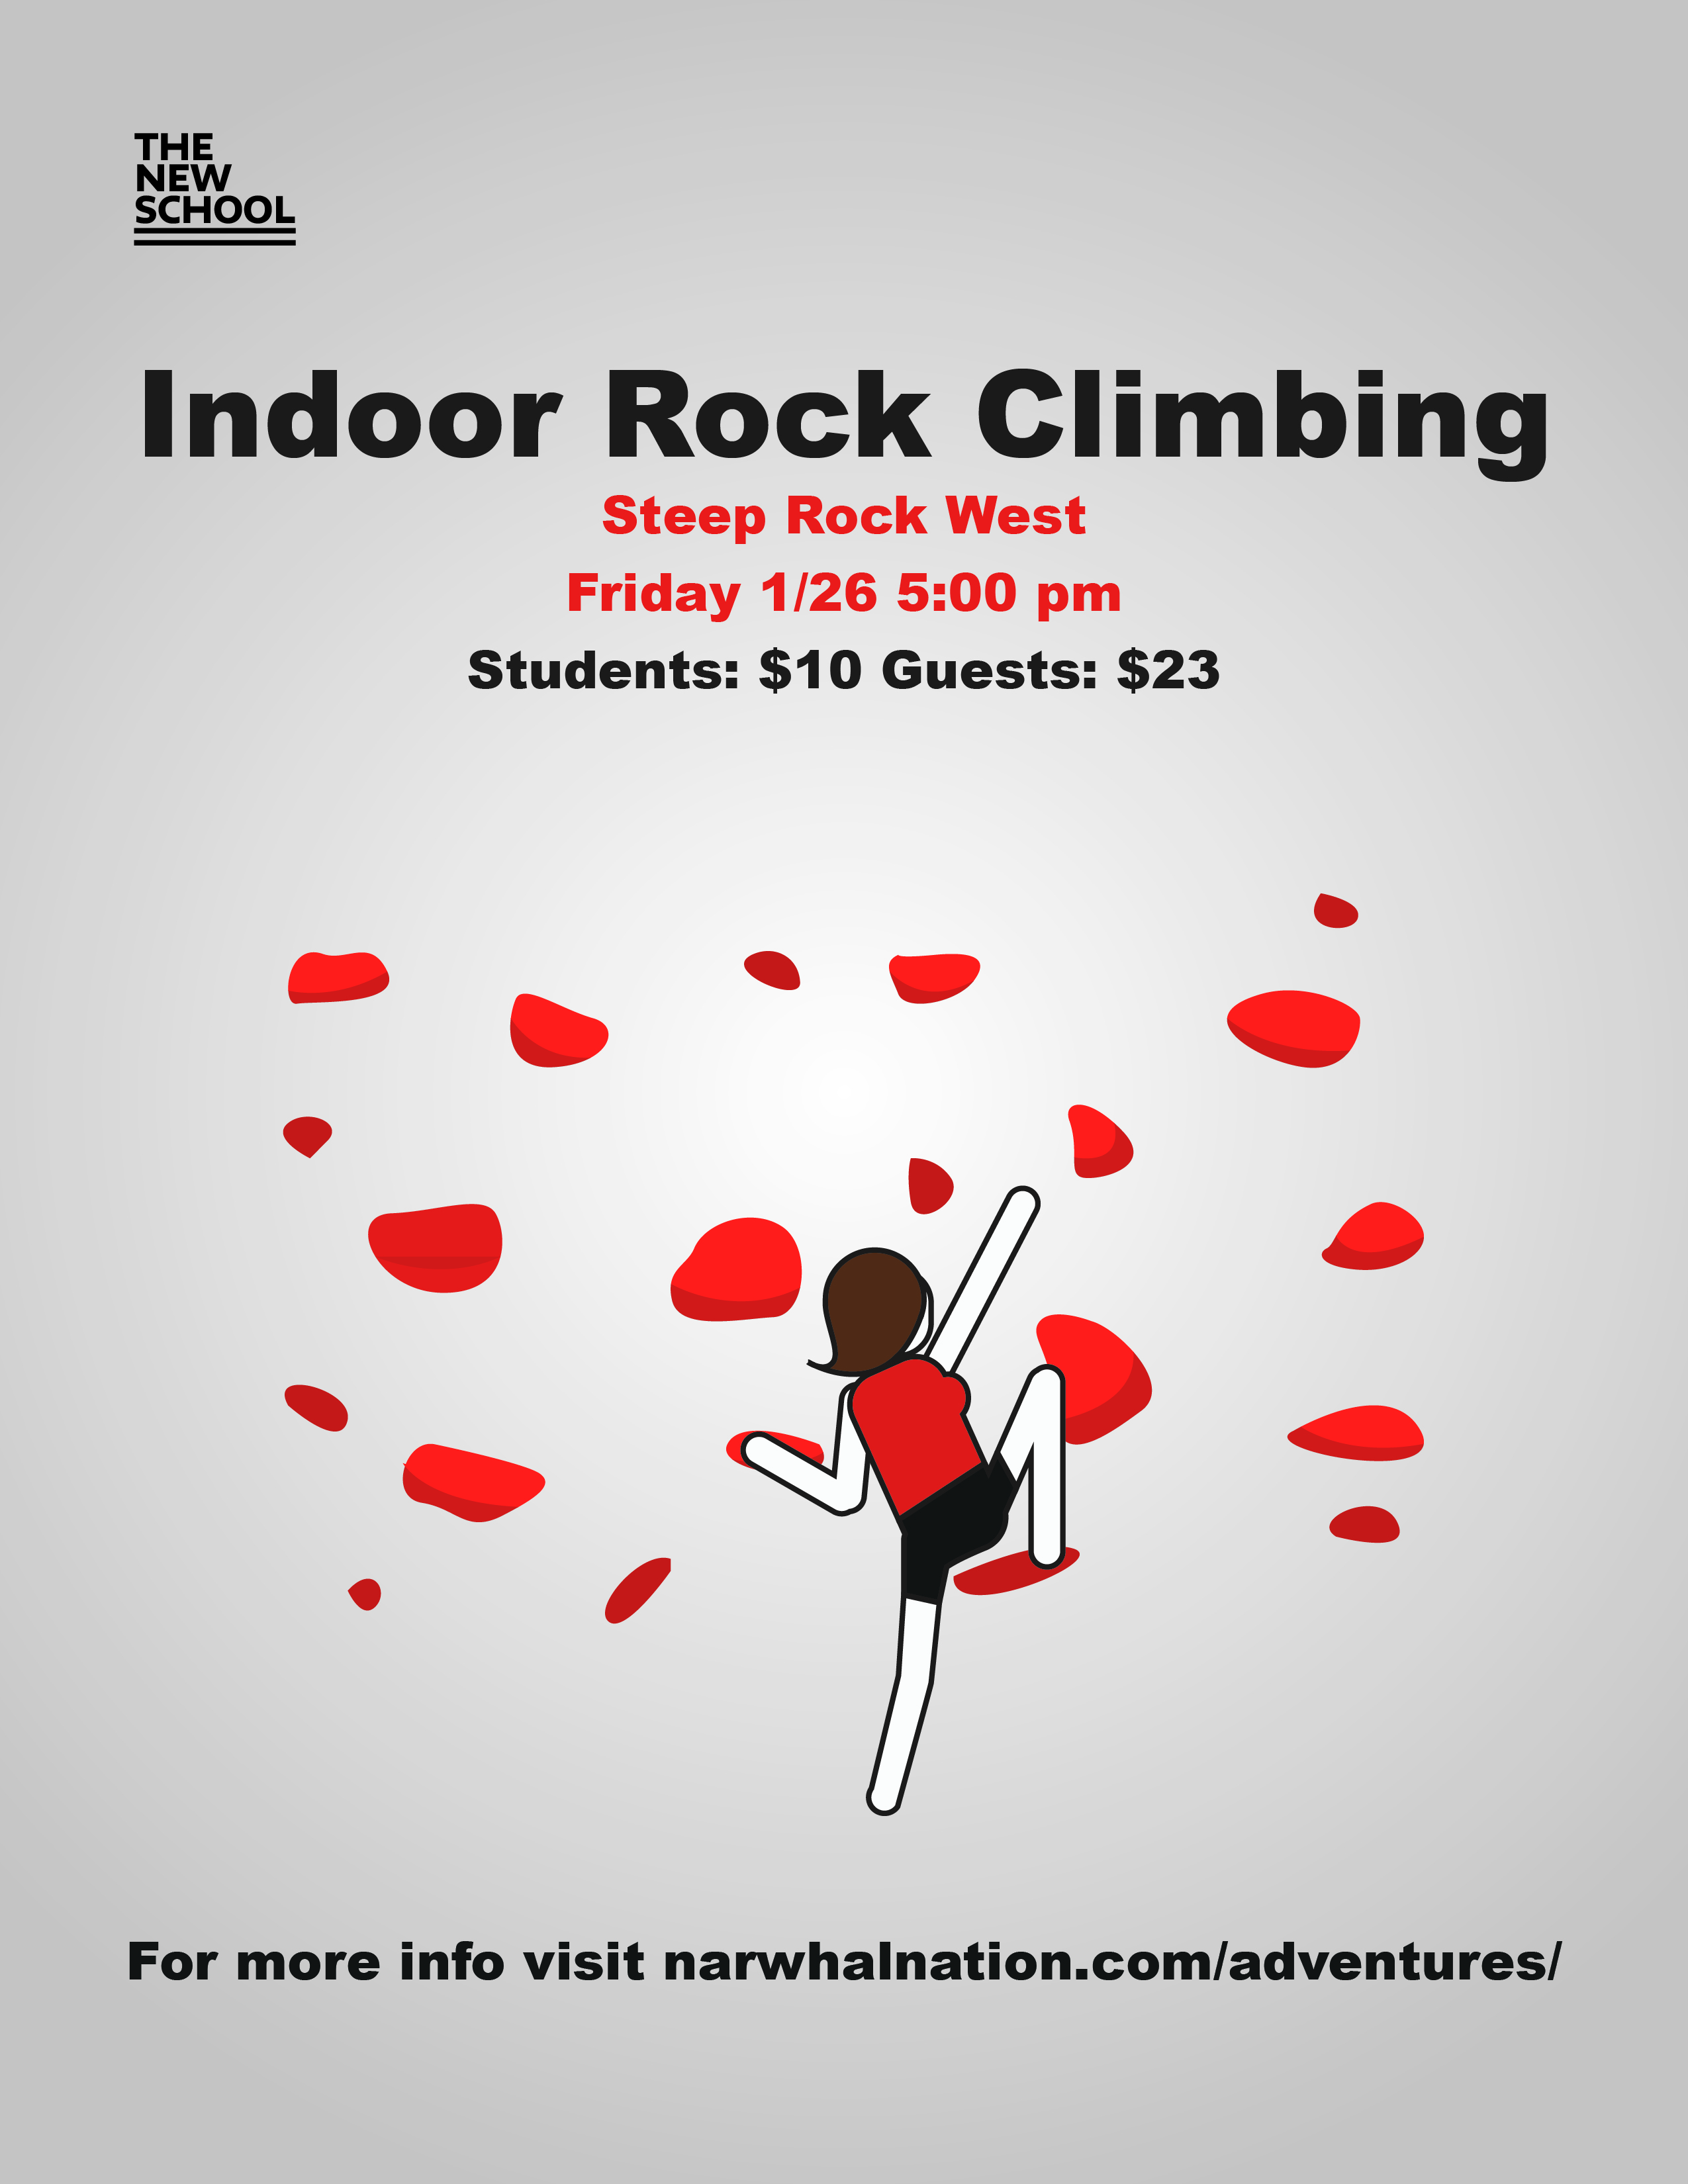 THE
NEW
SCHOOL
Indoor Rock Climbing
Steep Rock West
Friday 1/26 5:00 pm
Students: $10 Guests: $23
For more info visit narwhalnation.com/adventures/